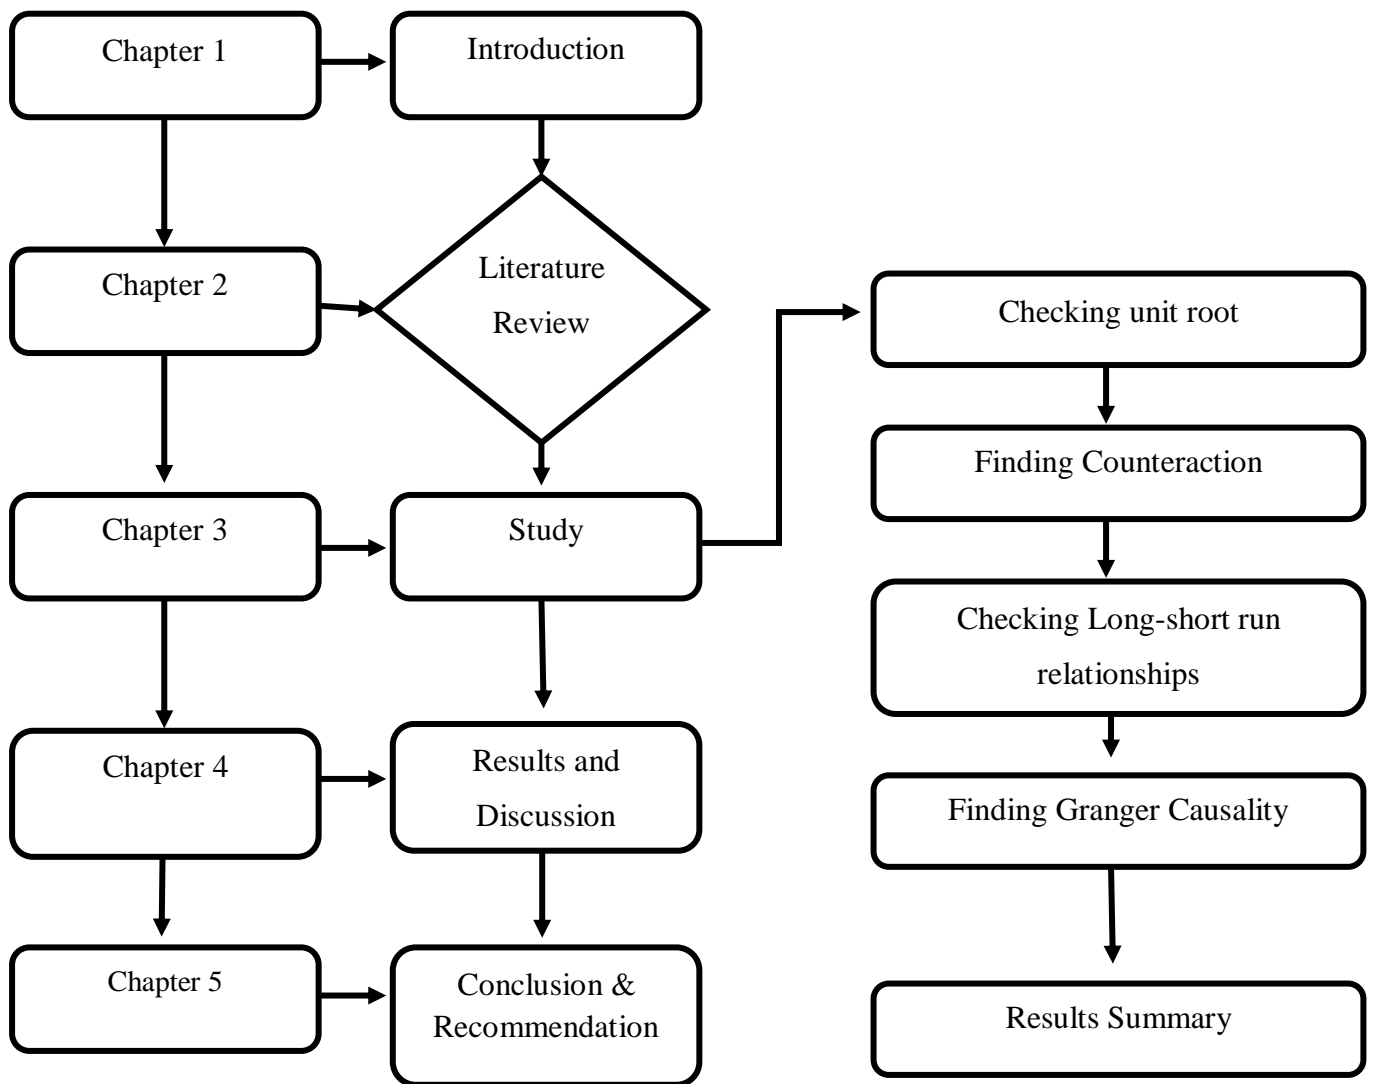 Chapter 1
Introduction
Chapter 2
Literature
Review
Checking unit root
Finding Counteraction
Chapter 3
Study
Checking Long-short run
relationships
Chapter 4
Results and
Discussion
Finding Granger Causality
Chapter 5
Conclusion &
Recommendation
Results Summary